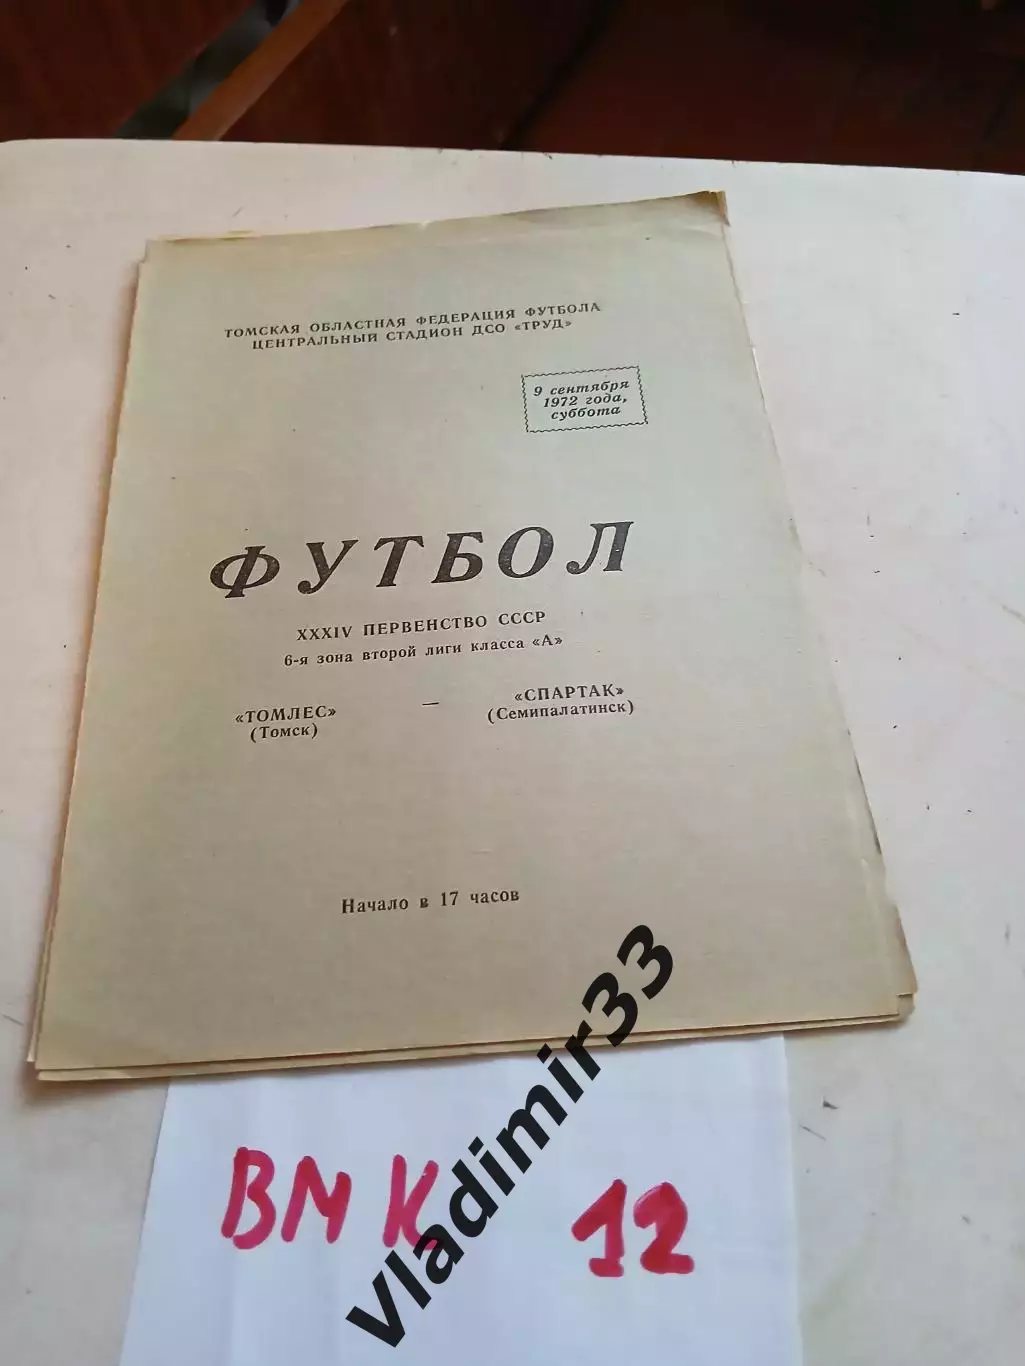 ТОМСКАЯ ОБЛАСТНАЯ ФЕДЕРАЦИЯ ФУТБОЛА
ЦЕНТРАЛЬНЫЙ СТАДИОН ДСО «ТРУД»
9 сентября
1972 года,
суббота
ФУТБОЛ
XXXIV ПЕРВЕНСТВО СССР
6-я зона второй лиги класса «А»
«ТОМЛЕС» — «СПАРТАК»
(Томск) (Семипалатинск)
Начало в 17 часов
ВМК 12
vladimir33